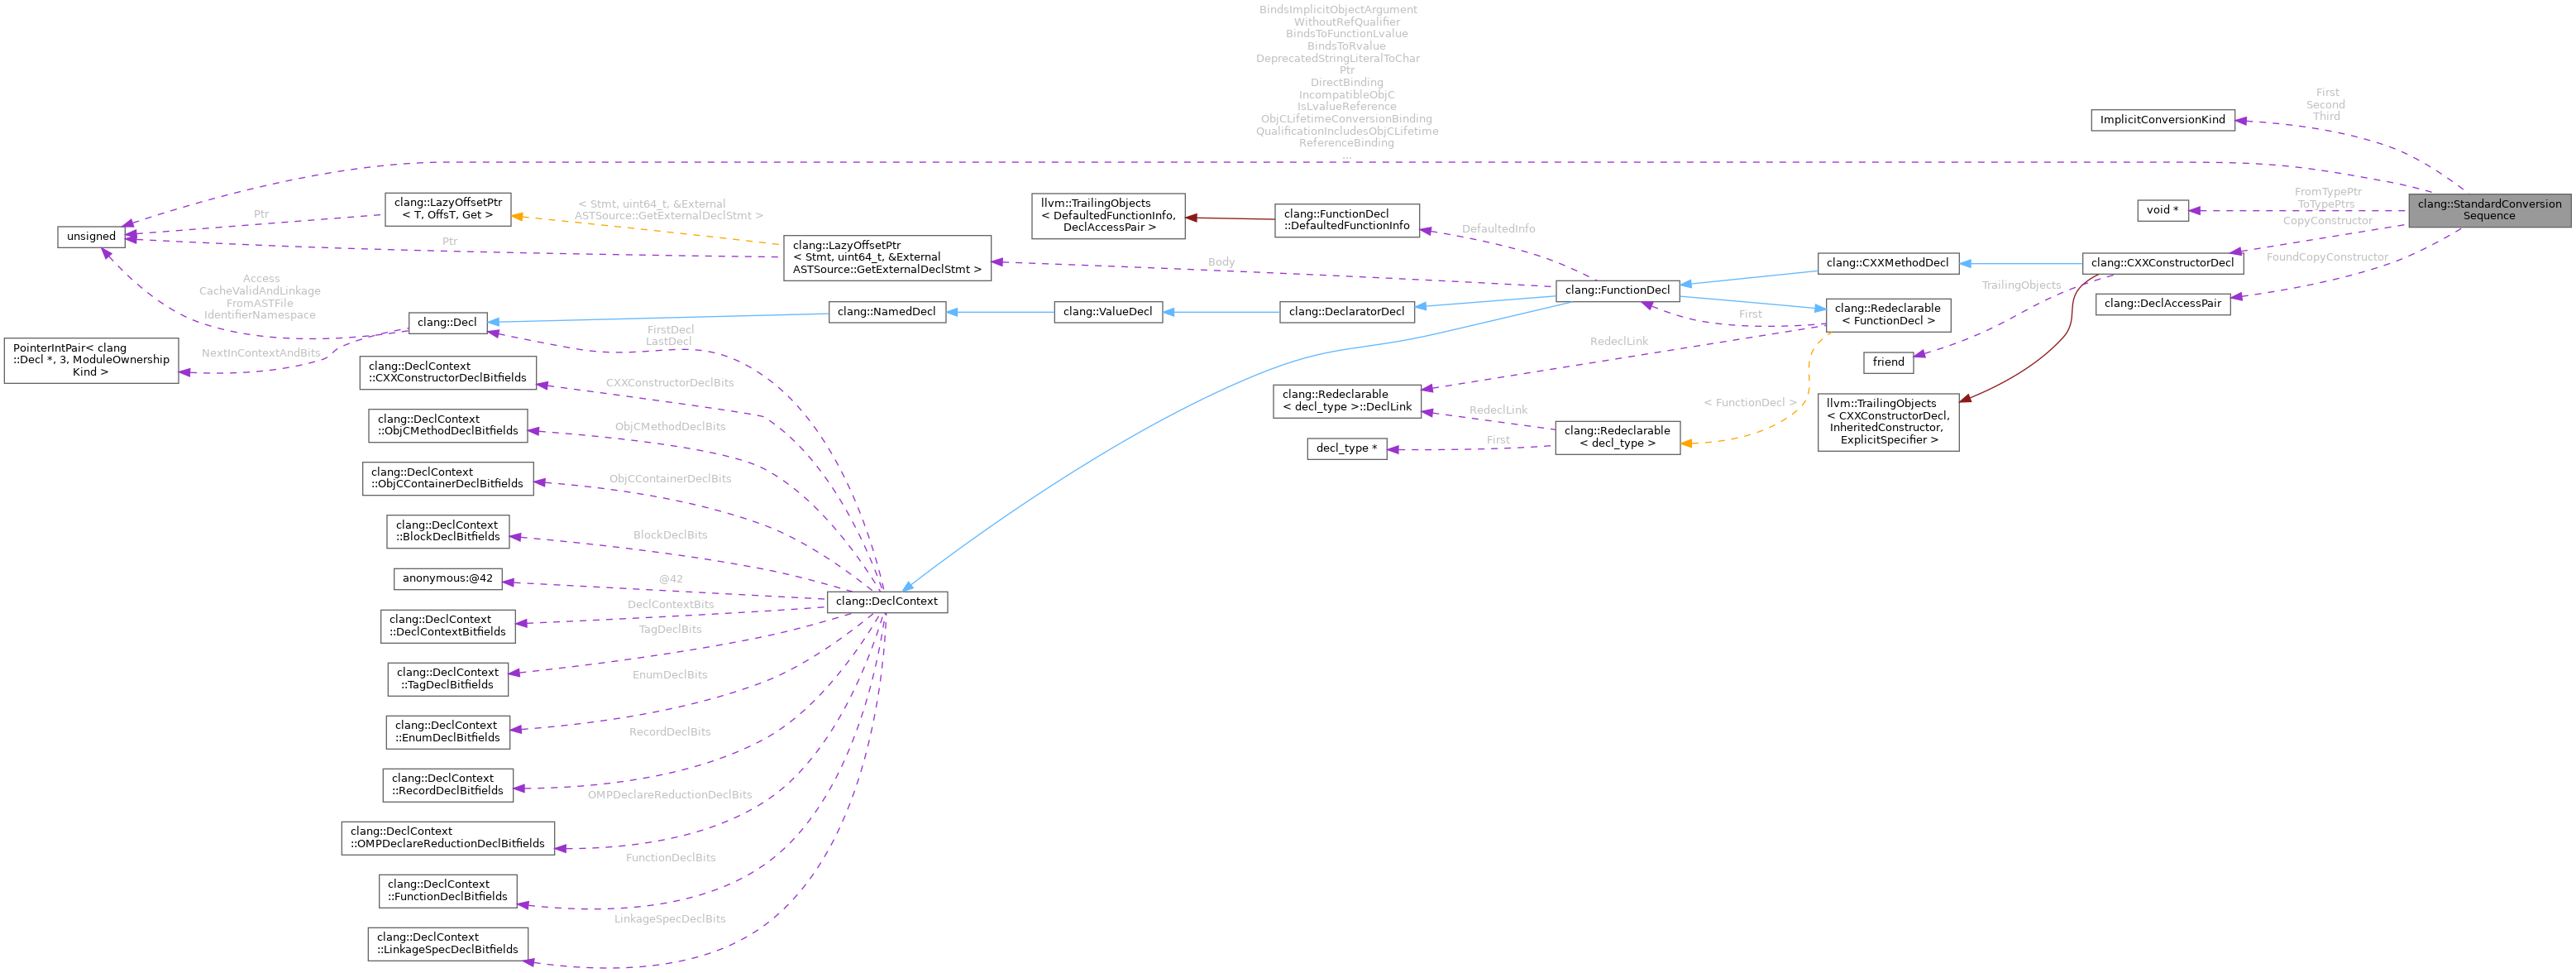 BindsImplicitObjectArgument
WithoutRefQualifier
BindsToFunctionLvalue
BindsToRvalue
DeprecatedStringLiteralToChar
Ptr
DirectBinding
IncompatibleObjC
IsLvalueReference
ObjCLifetimeConversionBinding
QualificationIncludesObjCLifetime
ReferenceBinding
...
First
Second
Third
ImplicitConversionKind
clang::StandardConversion
Sequence
FromTypePtr
ToTypePtrs
void *
CopyConstructor
FoundCopyConstructor
clang::CXXConstructorDecl
clang::DeclAccessPair
TrailingObjects
friend
clang::CXXMethodDecl
clang::Redeclarable
< FunctionDecl >
llvm::TrailingObjects
< CXXConstructorDecl,
InheritedConstructor,
ExplicitSpecifier >
clang::FunctionDecl
First
RedeclLink
< FunctionDecl >
clang::Redeclarable
< decl_type >
RedeclLink
First
clang::Redeclarable
< decl_type >::DeclLink
decl_type *
DefaultedInfo
clang::FunctionDecl
::DefaultedFunctionInfo
llvm::TrailingObjects
< DefaultedFunctionInfo,
DeclAccessPair >
Body
clang::DeclaratorDecl
clang::ValueDecl
clang::NamedDecl
clang::LazyOffsetPtr
< Stmt, uint64_t, &External
ASTSource::GetExternalDeclStmt >
< Stmt, uint64_t, &External
ASTSource::GetExternalDeclStmt >
clang::LazyOffsetPtr
< T, OffsT, Get >
Ptr
Ptr
unsigned
Access
CacheValidAndLinkage
FromASTFile
IdentifierNamespace
clang::Decl
NextInContextAndBits
PointerIntPair< clang
::Decl *, 3, ModuleOwnership
Kind >
FirstDecl
LastDecl
clang::DeclContext
::CXXConstructorDeclBitfields
CXXConstructorDeclBits
clang::DeclContext
::ObjCMethodDeclBitfields
ObjCMethodDeclBits
clang::DeclContext
::ObjCContainerDeclBitfields
ObjCContainerDeclBits
clang::DeclContext
::BlockDeclBitfields
BlockDeclBits
anonymous:@42
@42
clang::DeclContext
clang::DeclContext
::DeclContextBitfields
DeclContextBits
clang::DeclContext
::TagDeclBitfields
TagDeclBits
clang::DeclContext
::EnumDeclBitfields
EnumDeclBits
clang::DeclContext
::RecordDeclBitfields
RecordDeclBits
clang::DeclContext
::OMPDeclareReductionDeclBitfields
OMPDeclareReductionDeclBits
clang::DeclContext
::FunctionDeclBitfields
FunctionDeclBits
clang::DeclContext
::LinkageSpecDeclBitfields
LinkageSpecDeclBits